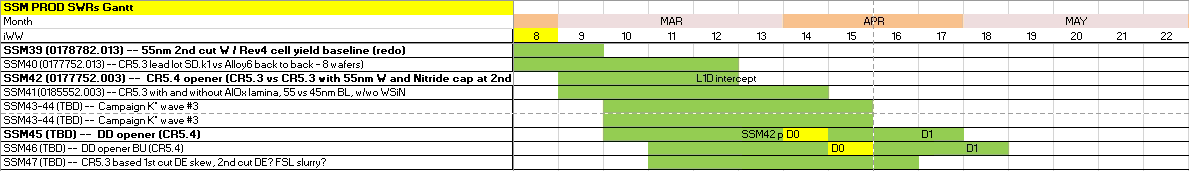 SSM PROD SWRs Gantt
Month MAR APR MAY
iWW 8 9 10 11 12 13 14 15 16 17 18 19 20 21 22
SSM39 (0178782.013) -- 55nm 2nd cut W / Rev4 cell yield baseline (redo)
SSM40 (0177752.013) -- CR5.3 lead lot SD.k1 vs Alloy6 back to back - 8 wafers)
SSM42 (0177752.003) -- CR5.4 opener (CR5.3 vs CR5.3 with 55nm W and Nitride cap at 2nd L1D intercept
SSM41 (0185552.003) -- CR5.3 with and without AlOx lamina, 55 vs 45nm BL, w/wo WSiN
SSM43-44 (TBD) -- Campaign K" wave #3
SSM43-44 (TBD) -- Campaign K" wave #3
SSM45 (TBD) -- DD opener (CR5.4) SSM42 p D0 D1
SSM46 (TBD) -- DD opener BU (CR5.4) D0 D1
SSM47 (TBD) -- CR5.3 based 1st cut DE skew, 2nd cut DE? FSL slurry?